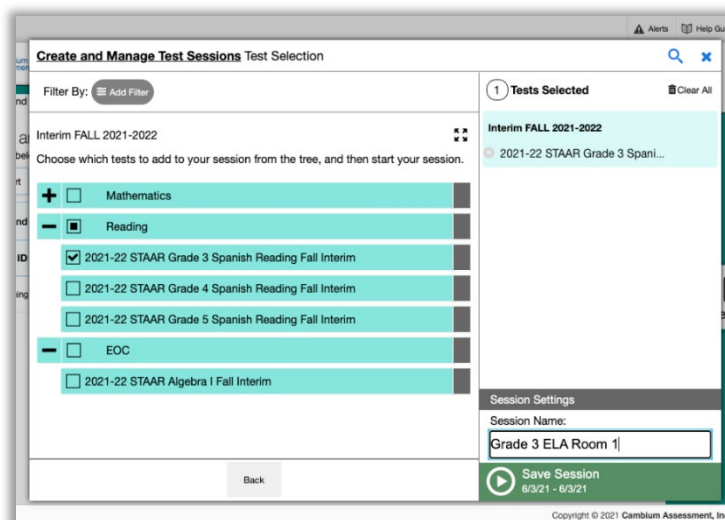 Alerts Help Gu
Create and Manage Test Sessions Test Selection
Filter By: Add Filter
Interim FALL 2021-2022
Choose which tests to add to your session from the tree, and then start your session.
Mathematics
Reading
2021-22 STAAR Grade 3 Spanish Reading Fall Interim
2021-22 STAAR Grade 4 Spanish Reading Fall Interim
2021-22 STAAR Grade 5 Spanish Reading Fall Interim
EOC
2021-22 STAAR Algebra I Fall Interim
Back
1 Tests Selected Clear All
Interim FALL 2021-2022
2021-22 STAAR Grade 3 Spani...
Session Settings
Session Name:
Grade 3 ELA Room 1
Save Session
6/3/21 - 6/3/21
Copyright © 2021 Cambium Assessment, In